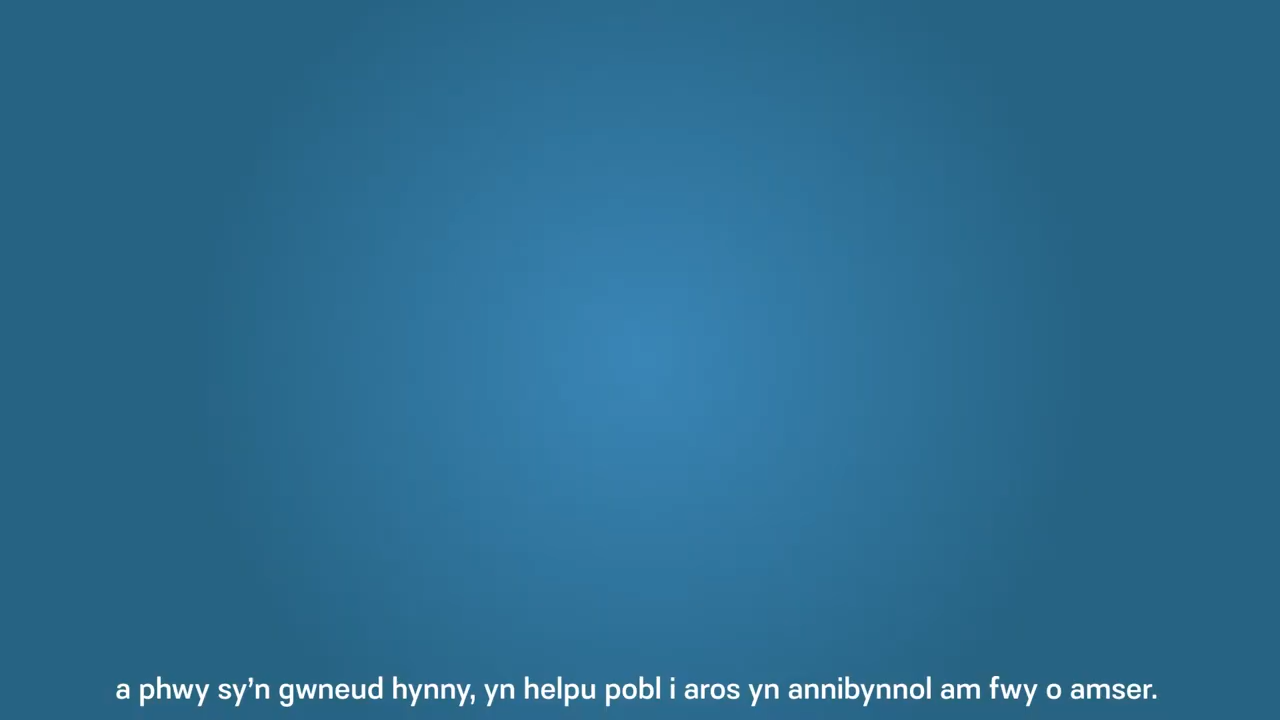 a phwy sy’n gwneud hynny, yn helpu pobl i aros yn annibynnol am fwy o amser.